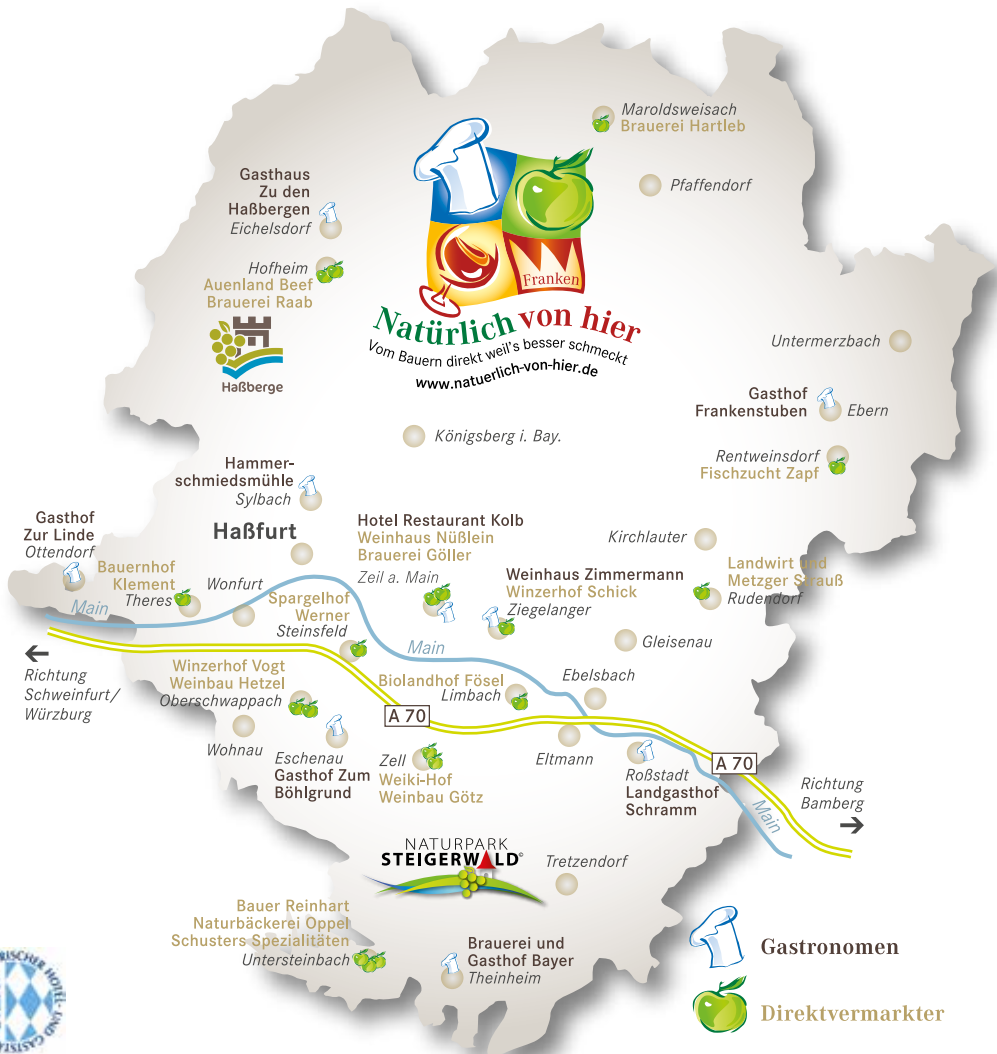 Maroldsweisach
Brauerei Hartleb
Pfaffendorf
Gasthaus
Zu den
Haßbergen
Eichelsdorf
Hofheim
Auenland Beef
Brauerei Raab
Haßberge
Franken
Natürlich von hier
Vom Bauern direkt weil's besser schmeckt
www.natuerlich-von-hier.de
Untermerzbach
Gasthof
Frankenstuben
Ebern
Königsberg i. Bay.
Rentweinsdorf
Fischzucht Zapf
Hammer-
schmiedsmühle
Sylbach
Haßfurt
Gasthof
Zur Linde
Ottendorf
Bauernhof
Klement
Theres
Wonfurt
Main
Hotel Restaurant Kolb
Weinhaus Nüßlein
Brauerei Göller
Zeil a. Main
Kirchlauter
Weinhaus Zimmermann
Winzerhof Schick
Ziegelanger
Landwirt und
Metzger Strauß
Rudendorf
Spargelhof
Werner
Steinsfeld
Main
Gleisenau
Richtung
Schweinfurt/
Würzburg
Winzerhof Vogt
Weinbau Hetzel
Oberschwappach
Biolandhof Fösel
Limbach
Ebelsbach
A 70
Wohnau
Eschenau
Gasthof Zum
Böhlgrund
Zell
Weiki-Hof
Weinbau Götz
Eltmann
Roßstadt
Landgasthof
Schramm
A 70
Main
Richtung
Bamberg
NATURPARK
STEIGERWALD©
Tretzendorf
Bauer Reinhart
Naturbäckerei Oppel
Schusters Spezialitäten
Untersteinbach
Brauerei und
Gasthof Bayer
Theinheim
Gastronomen
Direktvermarkter
HOTEL- UND